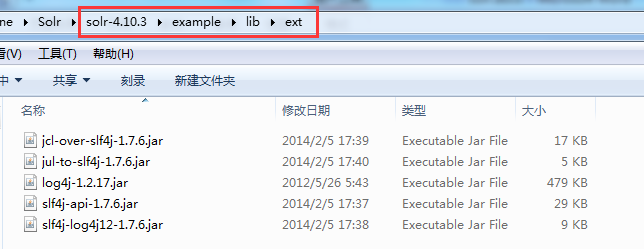 ne ▸ Solr ▸ solr-4.10.3 ▸ example ▸ lib ▸ ext
看(V) 工具(T) 帮助(H)
中 ▼ 共享 ▼ 刻录 新建文件夹
名称 修改日期 类型 大小
jcl-over-slf4j-1.7.6.jar 2014/2/5 17:39 Executable Jar File 17 KB
jul-to-slf4j-1.7.6.jar 2014/2/5 17:40 Executable Jar File 5 KB
log4j-1.2.17.jar 2012/5/26 5:43 Executable Jar File 479 KB
slf4j-api-1.7.6.jar 2014/2/5 17:37 Executable Jar File 29 KB
slf4j-log4j12-1.7.6.jar 2014/2/5 17:38 Executable Jar File 9 KB